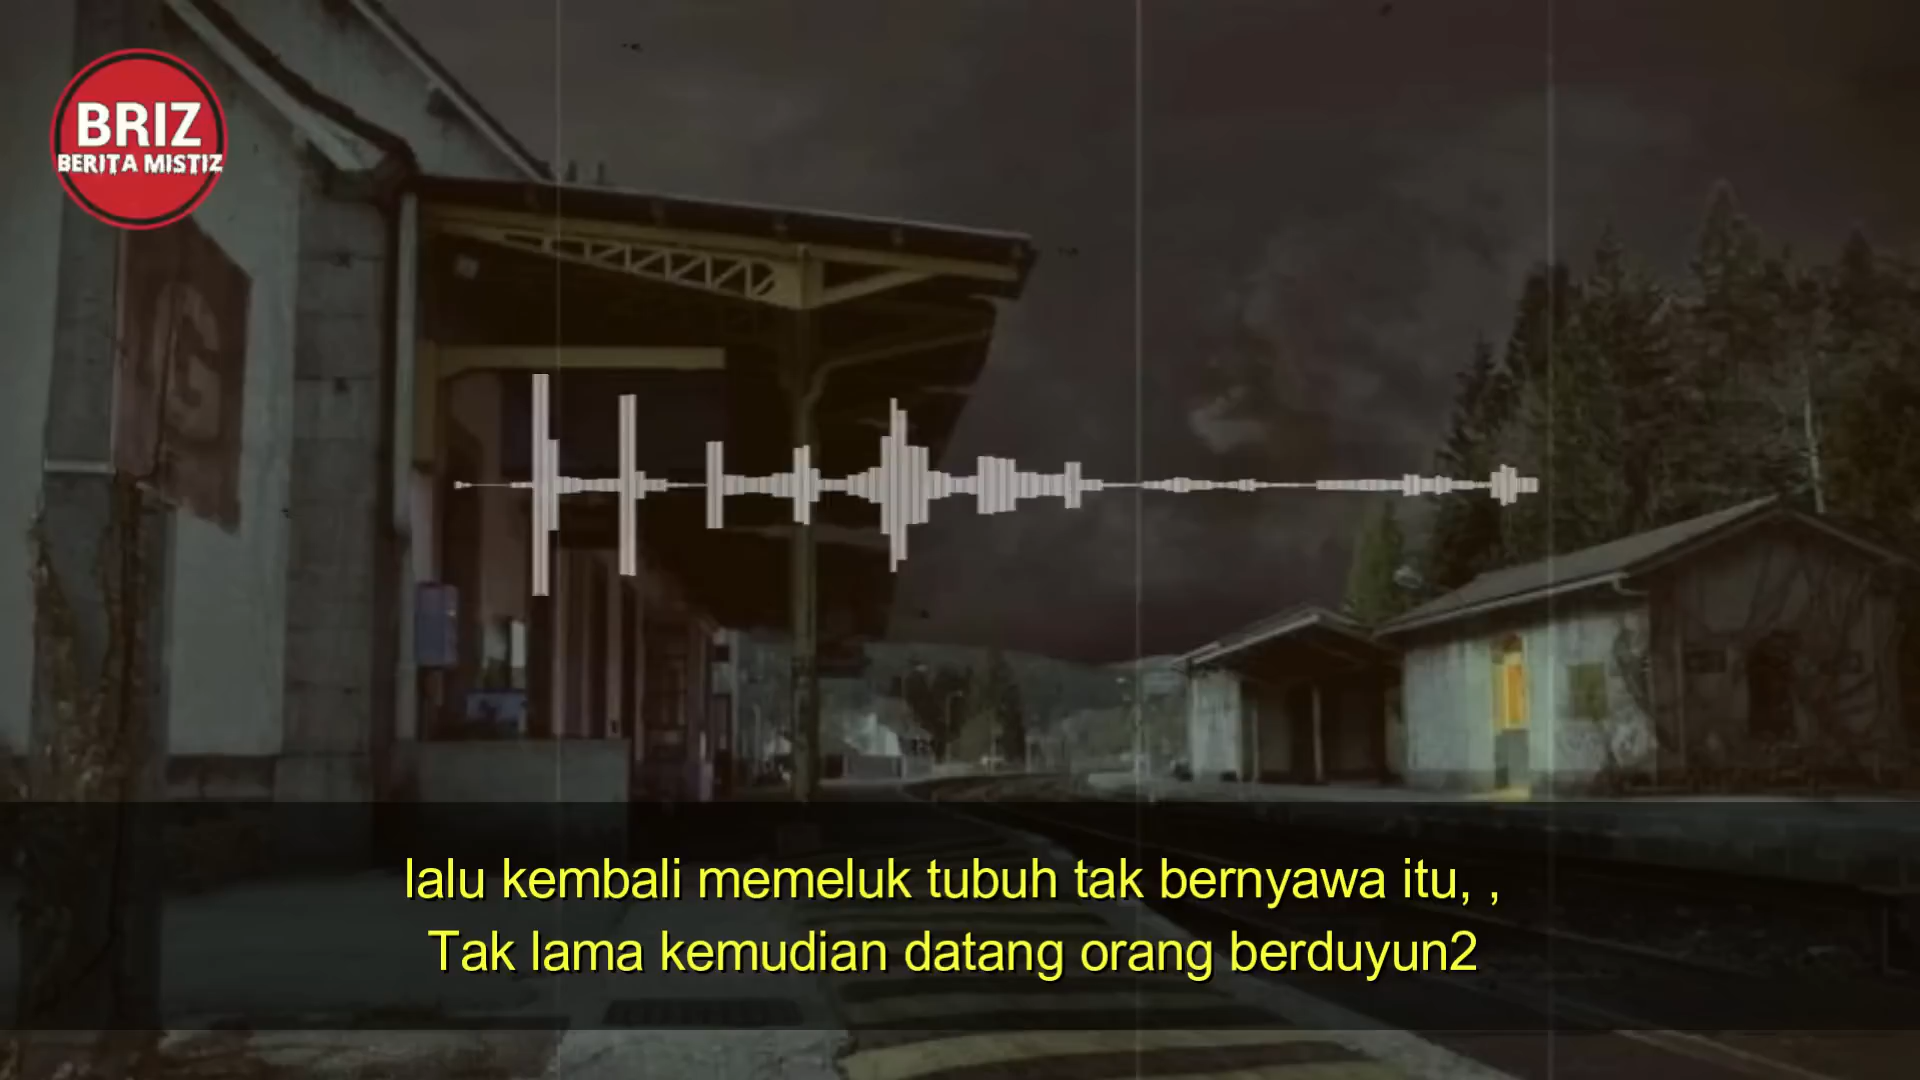 BRIZ
BERITA MISTIZ
G
lalu kembali memeluk tubuh tak bernyawa itu, ,
Tak lama kemudian datang orang berduyun2